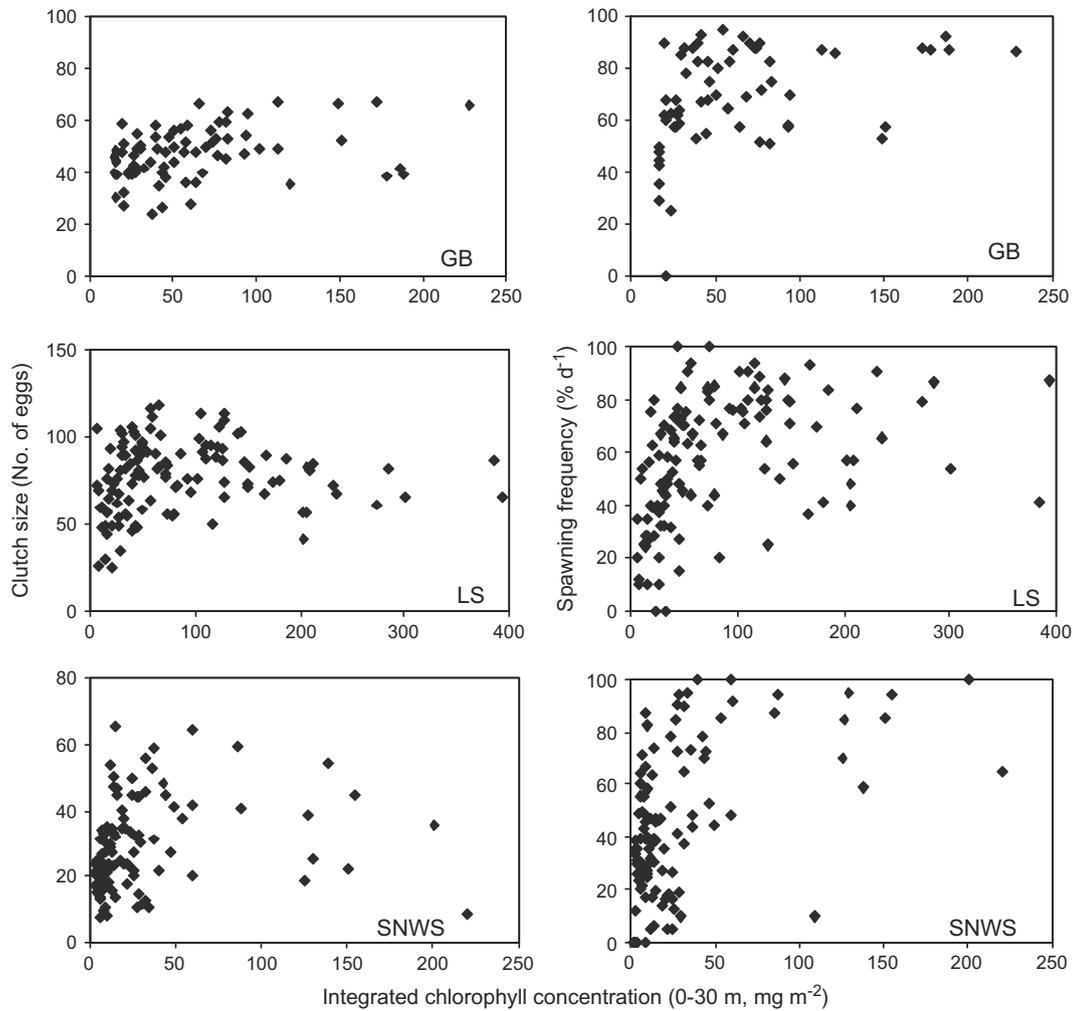 100
80
60
40
20
0
0 50 100 150 200 250
GB
100
80
60
40
20
0
0 50 100 150 200 250
GB
Clutch size (No. of eggs)
150
100
50
0
0 100 200 300 400
LS
Spawning frequency (% d⁻¹)
100
80
60
40
20
0
0 100 200 300 400
LS
80
60
40
20
0
0 50 100 150 200 250
SNWS
100
80
60
40
20
0
0 50 100 150 200 250
SNWS
Integrated chlorophyll concentration (0-30 m, mg m⁻²)